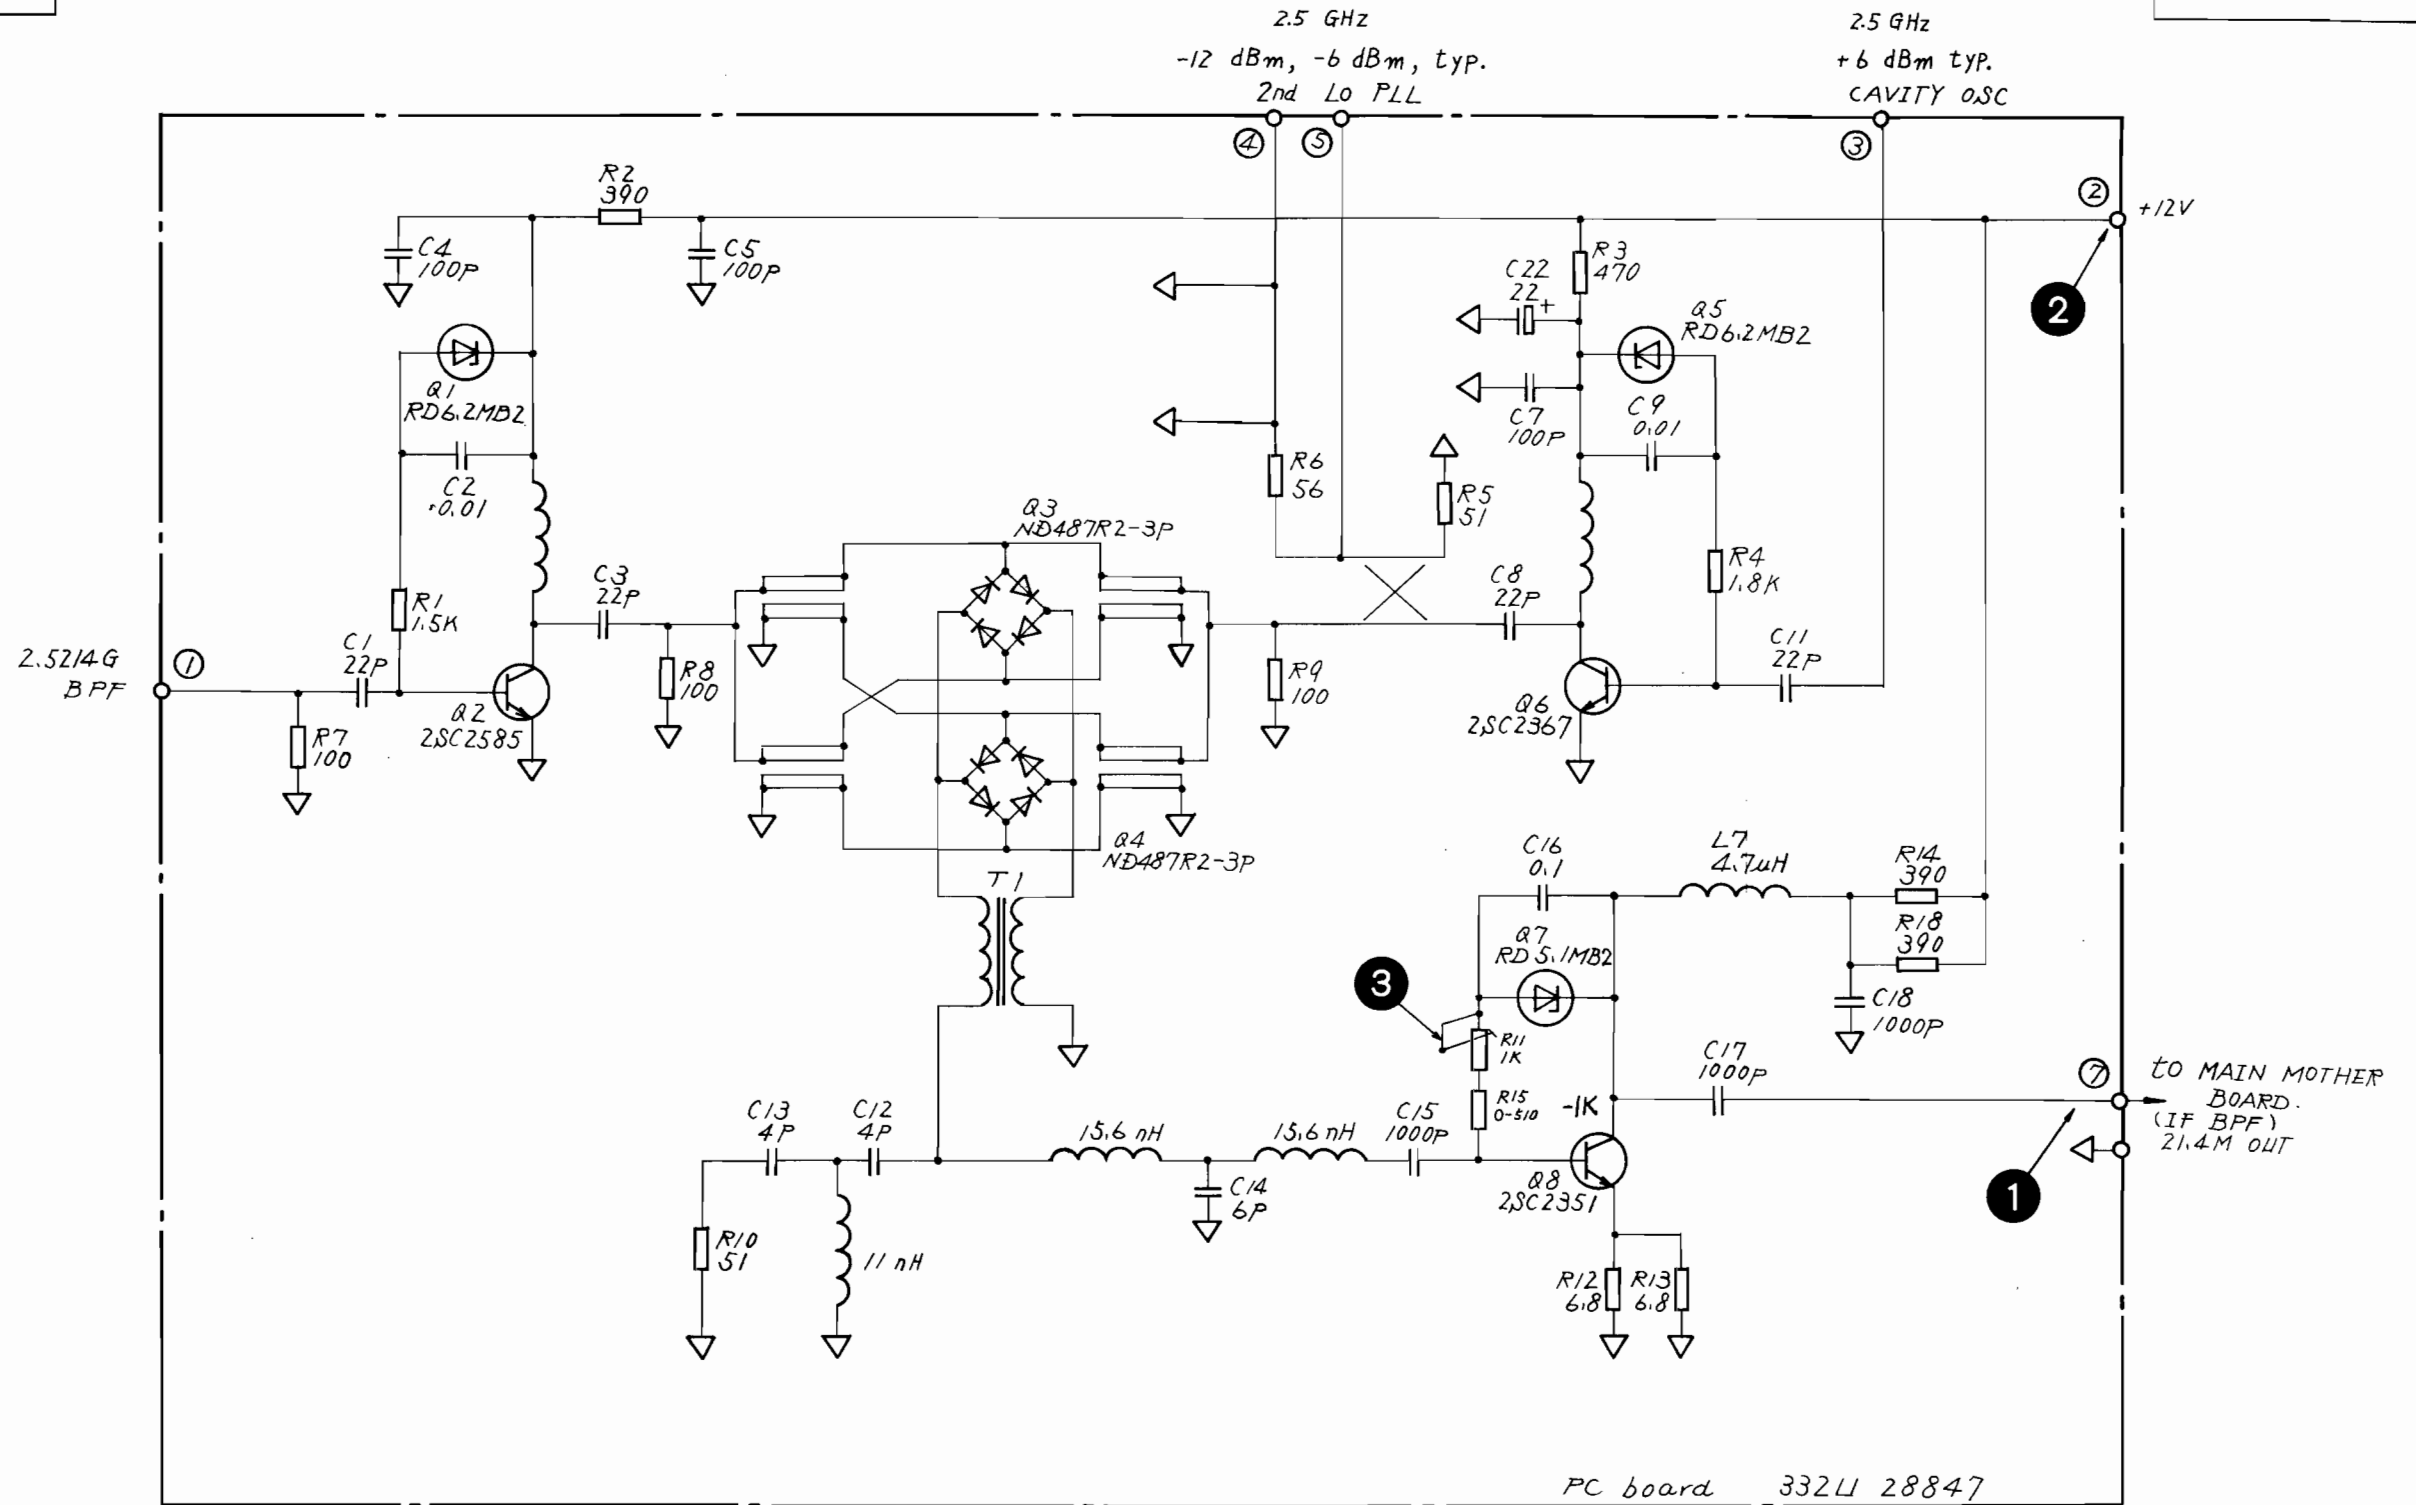 2.5 GHz
-12 dBm, -6 dBm, typ.
2nd LO PLL
④ ⑤
2.5 GHz
+6 dBm typ.
CAVITY OSC
③
②
+12V
2
R2
390
C4
100P
C5
100P
Q1
RD6.2MB2
C2
0.01
R1
1.5K
C1
22P
2.5214G
BPF
①
R7
100
Q2
2SC2585
C3
22P
R8
100
Q3
ND487R2-3P
Q4
ND487R2-3P
T1
R6
56
R5
51
R9
100
C22
22
+
R3
470
Q5
RD6.2MB2
C7
100P
C9
0.01
C8
22P
R4
1.8K
C11
22P
Q6
2SC2367
C16
0.1
L7
4.7uH
R14
390
R18
390
Q7
RD5.1MB2
C18
1000P
3
R11
1K
R15
0-510
-1K
C17
1000P
⑦
to MAIN MOTHER
BOARD.
(IF BPF)
21.4M OUT
1
C13
4P
C12
4P
15.6 nH
15.6 nH
C15
1000P
C14
6P
Q8
2SC2351
R10
51
11 nH
R12
6.8
R13
6.8
PC board 332U 28847